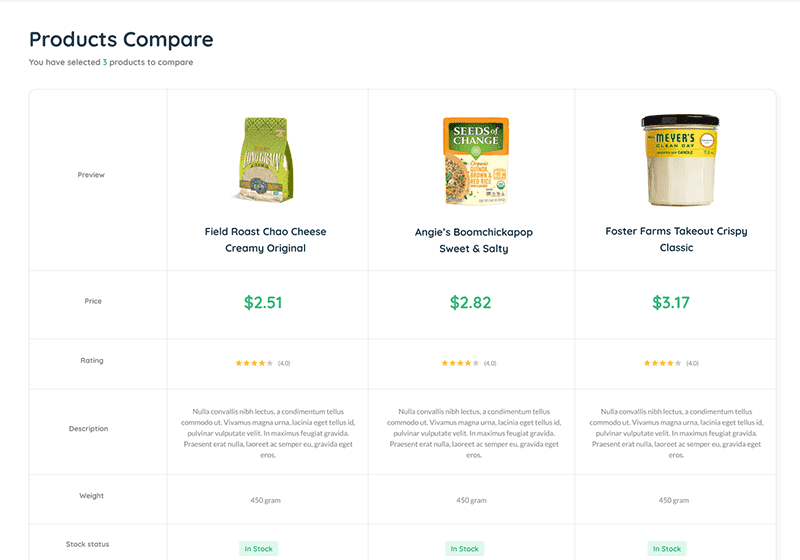 Products Compare
You have selected 3 products to compare
Preview
LONG GRAIN
SEEDS of
CHANGE
Organic
QUINOA,
BROWN &
RED RICE
MEYER'S
CLEAN DAY
CANDLE
Field Roast Chao Cheese
Creamy Original
Angie's Boomchickapop
Sweet & Salty
Foster Farms Takeout Crispy
Classic
Price
$2.51
$2.82
$3.17
Rating
(4.0)
(4.0)
(4.0)
Description
Nulla convallis nibh lectus, a condimentum tellus
commodo ut. Vivamus magna urna, lacinia eget tellus id,
pulvinar vulputate velit. In maximus feugiat gravida.
Praesent erat nulla, laoreet ac semper eu, gravida eget
eros.
Nulla convallis nibh lectus, a condimentum tellus
commodo ut. Vivamus magna urna, lacinia eget tellus id,
pulvinar vulputate velit. In maximus feugiat gravida.
Praesent erat nulla, laoreet ac semper eu, gravida eget
eros.
Nulla convallis nibh lectus, a condimentum tellus
commodo ut. Vivamus magna urna, lacinia eget tellus id,
pulvinar vulputate velit. In maximus feugiat gravida.
Praesent erat nulla, laoreet ac semper eu, gravida eget
eros.
Weight
450 gram
450 gram
450 gram
Stock status
In Stock
In Stock
In Stock